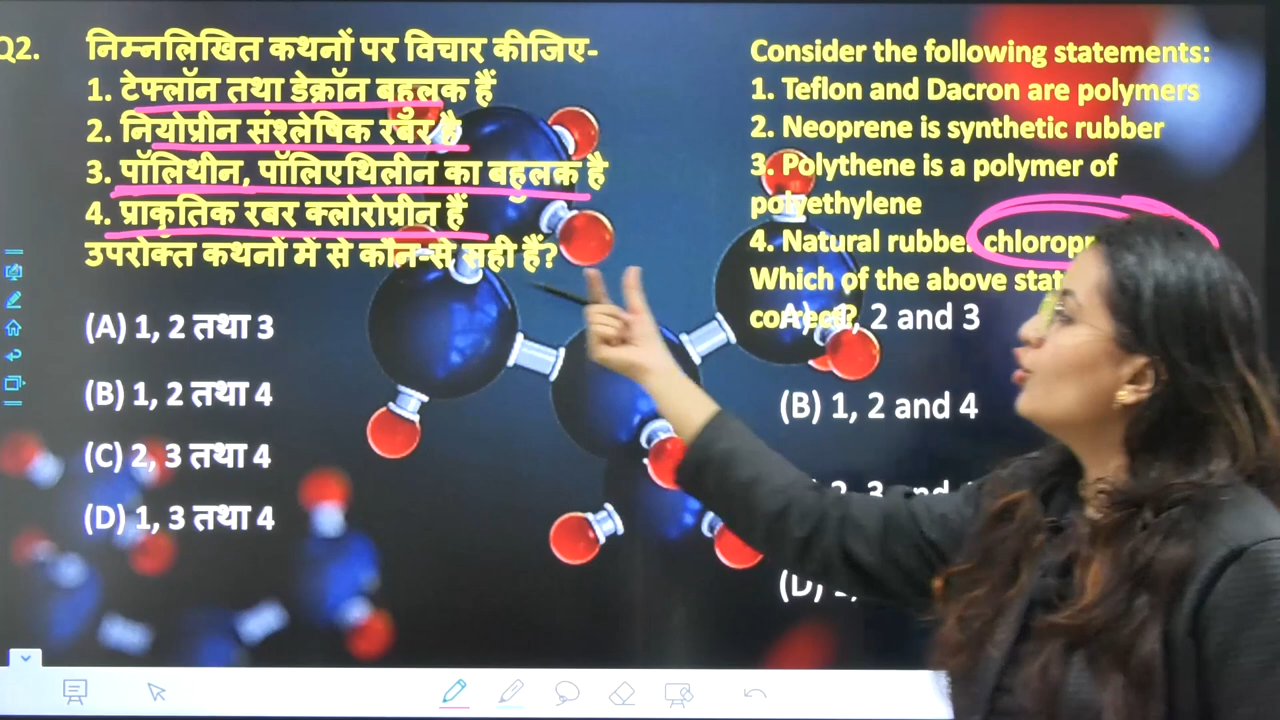 Q2. निम्नलिखित कथनों पर विचार कीजिए-
1. टेफ्लॉन तथा डेक्रॉन बहुलक हैं
2. नियोप्रीन संश्लेषिक रबर है
3. पॉलिथीन, पॉलिएथिलीन का बहुलक है
4. प्राकृतिक रबर क्लोरोप्रीन हैं
उपरोक्त कथनों में से कौन-से सही हैं?
(A) 1, 2 तथा 3
(B) 1, 2 तथा 4
(C) 2, 3 तथा 4
(D) 1, 3 तथा 4
Consider the following statements:
1. Teflon and Dacron are polymers
2. Neoprene is synthetic rubber
3. Polythene is a polymer of
polyethylene
4. Natural rubber
Which of the above
correct?
A) 1, 2 and 3
(B) 1, 2 and 4
2, 3 and
(D)